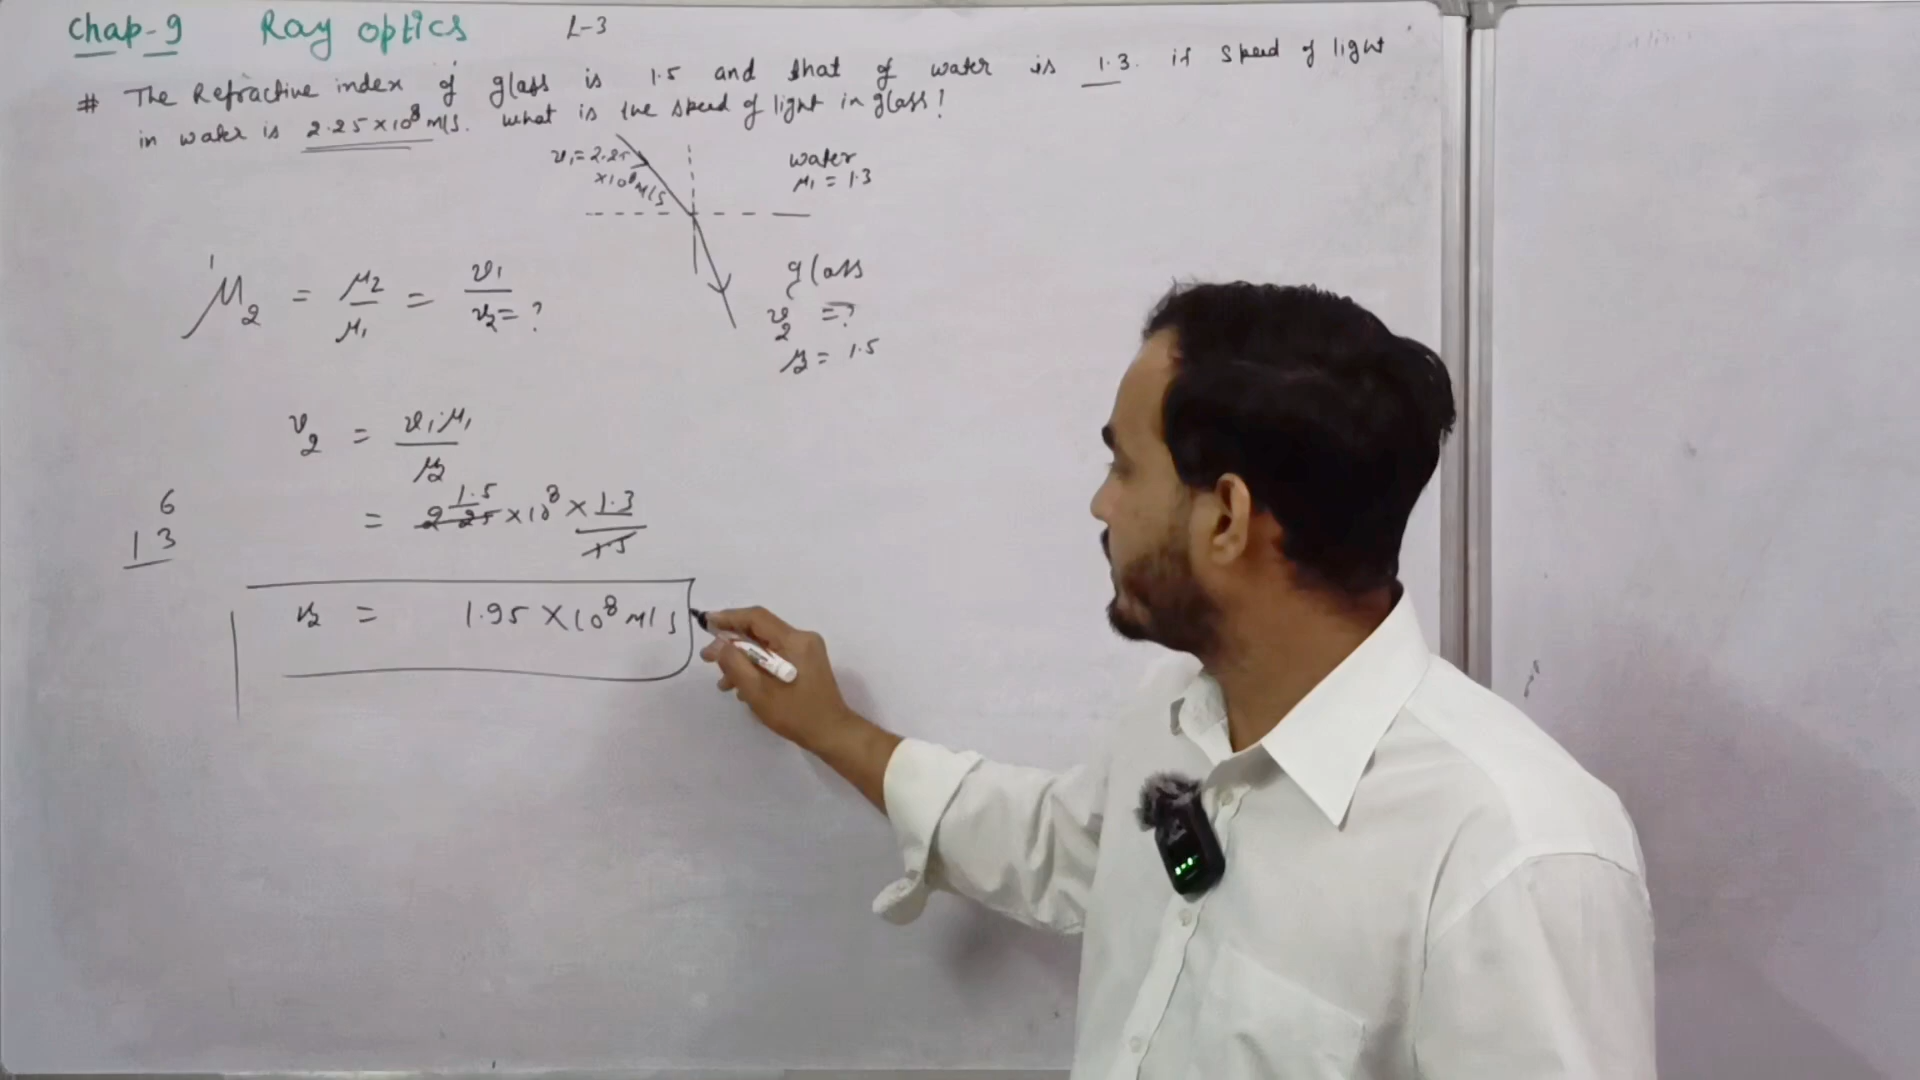 Chap-9 Ray optics L-3
# The Refractive index of glass is 1.5 and that of water is 1.3. if speed of light
in water is 2.25×10⁸ m/s. what is the speed of light in glass?
v₁ = 2.25
×10⁸ m/s
water
μ₁ = 1.3
glass
v₂ = ?
μ₂ = 1.5
¹μ₂ = μ₂/μ₁ = v₁/v₂ = ?
v₂ = v₁.μ₁/μ₂
= 2.25 1.5 ×10⁸ × 1.3/1.5
6
13
v₂ = 1.95 ×10⁸ m/s